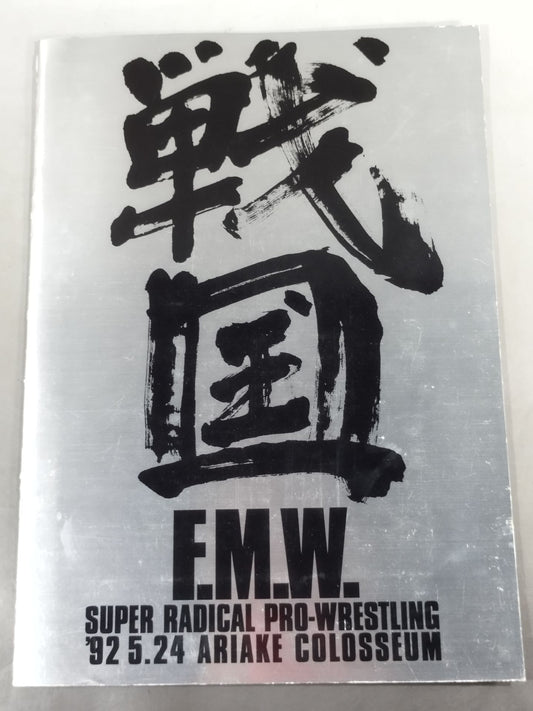 戦
国
F.M.W.
SUPER RADICAL PRO-WRESTLING
'92 5.24 ARIAKE COLOSSEUM